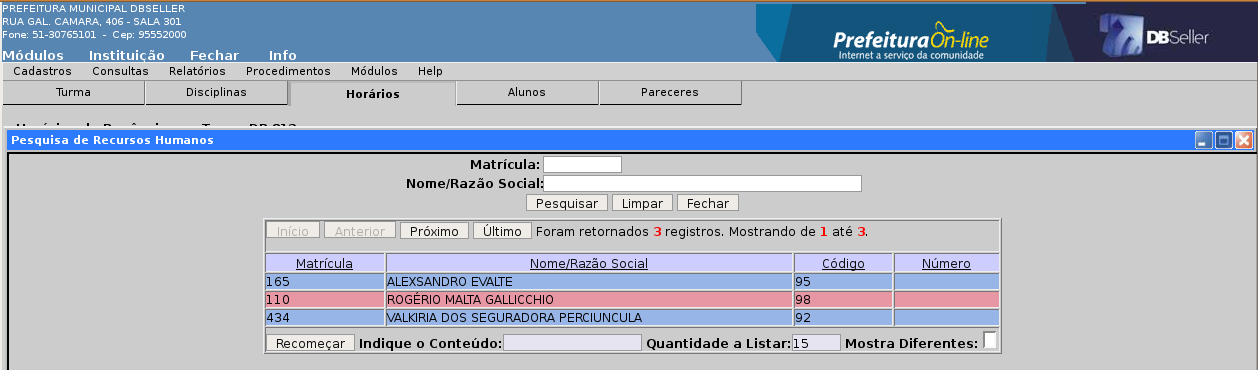 PREFEITURA MUNICIPAL DBSELLER
RUA GAL. CAMARA, 406 - SALA 301
Fone: 51-30765101 - Cep: 95552000
Prefeitura On-line
Internet a serviço da comunidade
DBSeller
Módulos Instituição Fechar Info
Cadastros Consultas Relatórios Procedimentos Módulos Help
Turma Disciplinas Horários Alunos Pareceres
Pesquisa de Recursos Humanos
Matrícula:
Nome/Razão Social:
Pesquisar Limpar Fechar
Início Anterior Próximo Último Foram retornados 3 registros. Mostrando de 1 até 3.
Matrícula Nome/Razão Social Código Número
165 ALEXSANDRO EVALTE 95
110 ROGÉRIO MALTA GALLICCHIO 98
434 VALKIRIA DOS SEGURADORA PERCIUNCULA 92
Recomeçar Indique o Conteúdo: Quantidade a Listar: 15 Mostra Diferentes: